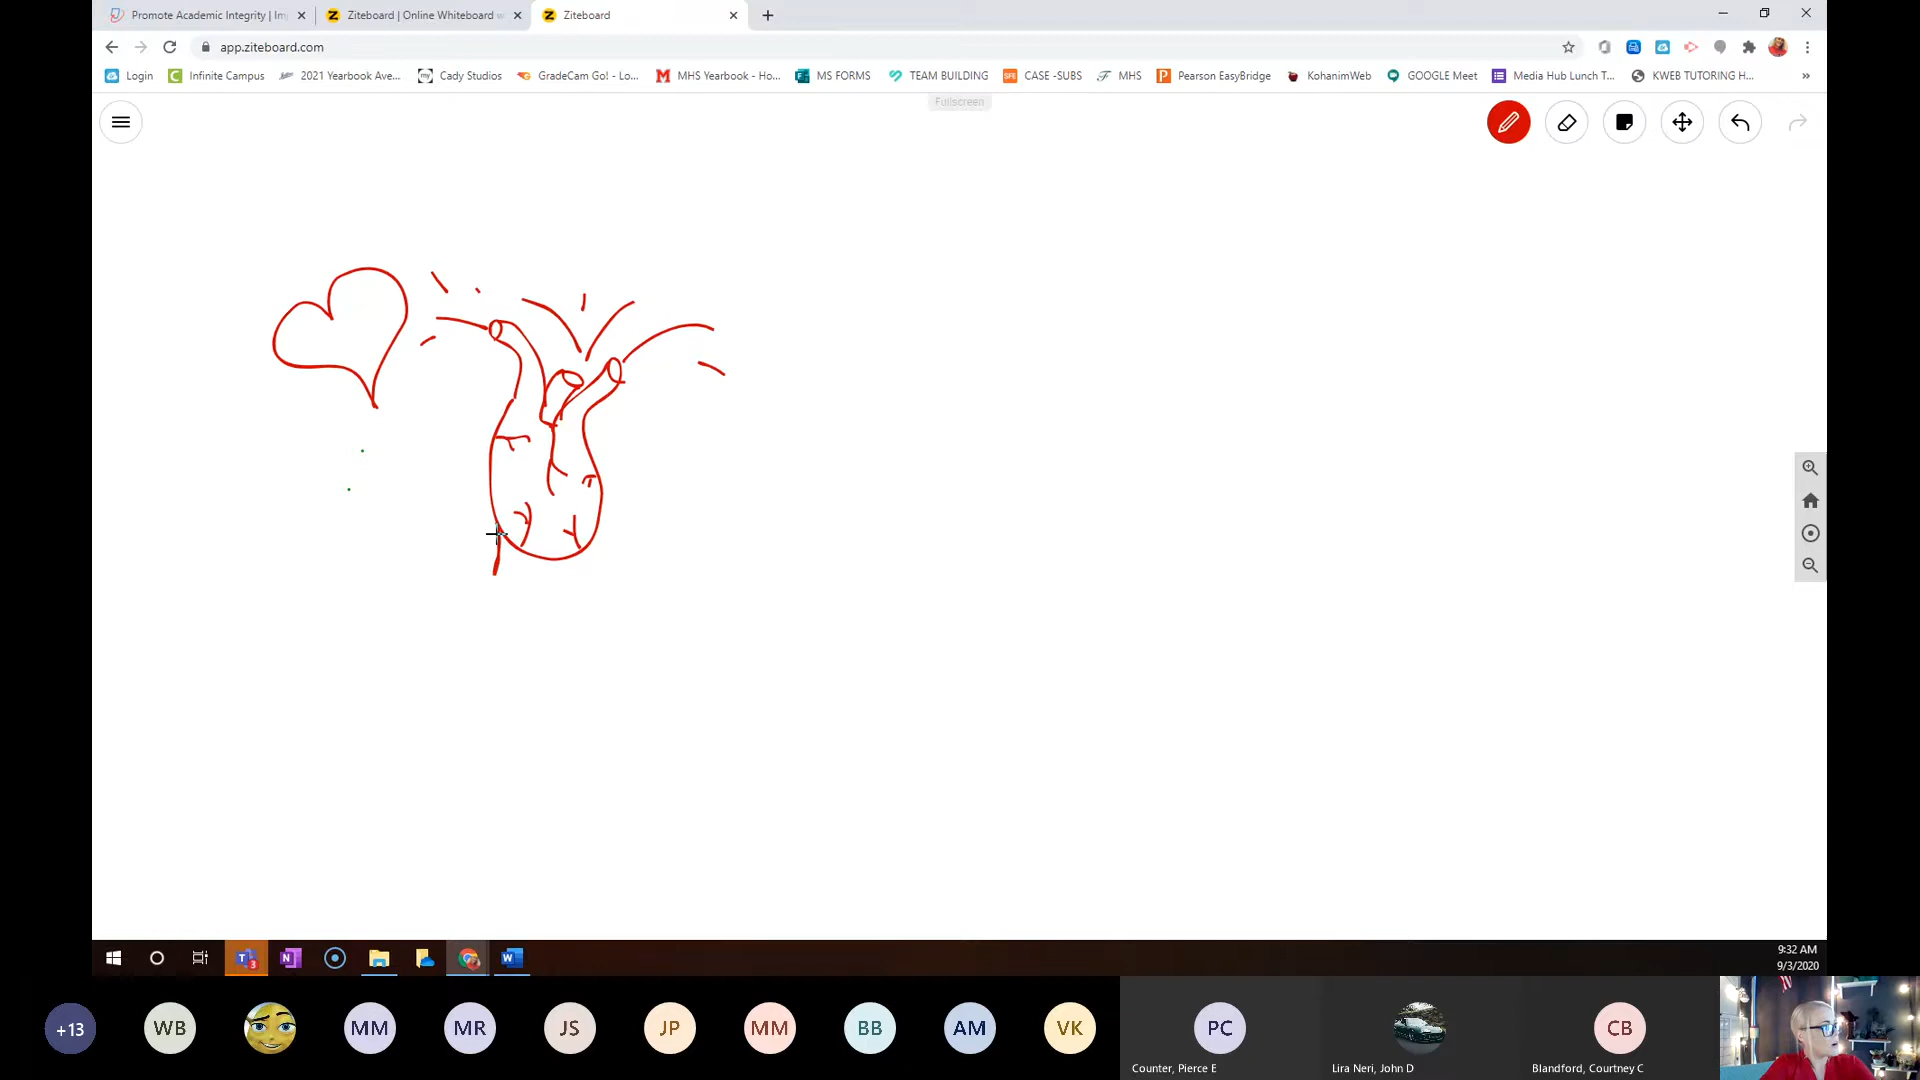 Promote Academic Integrity | Im
Ziteboard | Online Whiteboard w
Ziteboard
app.ziteboard.com
Login
Infinite Campus
2021 Yearbook Ave...
Cady Studios
GradeCam Go! - Lo...
MHS Yearbook - Ho...
MS FORMS
TEAM BUILDING
CASE -SUBS
MHS
Pearson EasyBridge
KohanimWeb
GOOGLE Meet
Media Hub Lunch T...
KWEB TUTORING H...
Fullscreen
9:32 AM
9/3/2020
+13
WB
MM
MR
JS
JP
MM
BB
AM
VK
PC
CB
Counter, Pierce E
Lira Neri, John D
Blandford, Courtney C